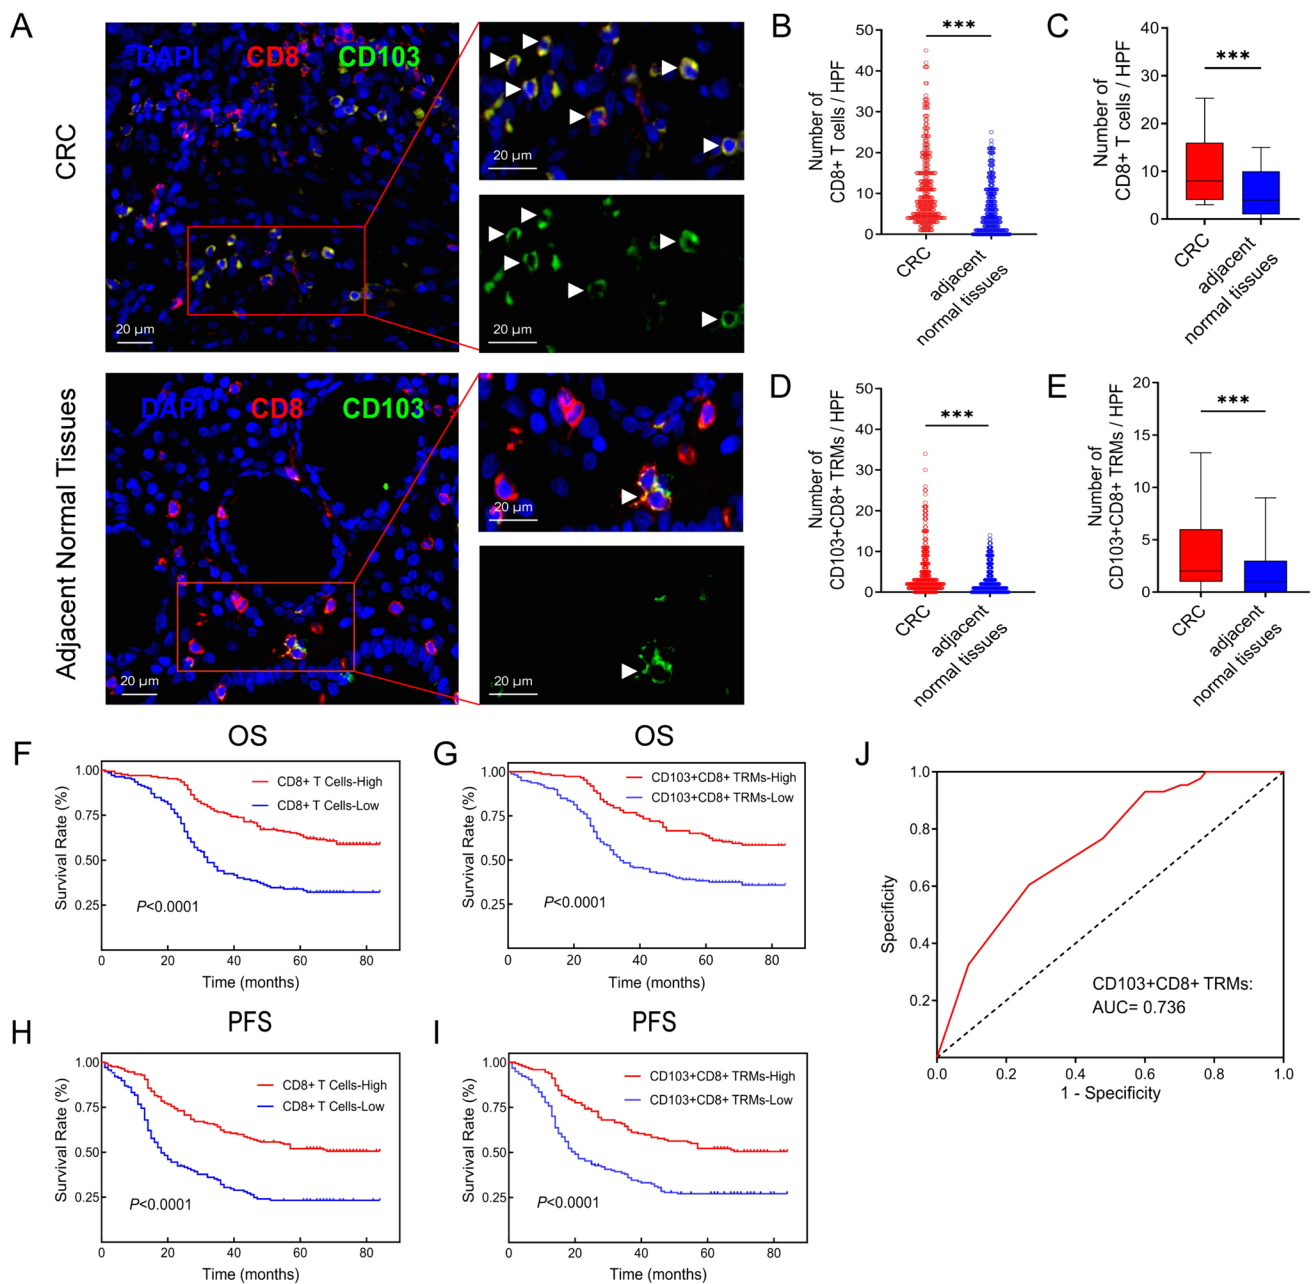 A
CRC
DAPI CD8 CD103
20 µm
20 µm
20 µm
Adjacent Normal Tissues
DAPI CD8 CD103
20 µm
20 µm
20 µm
B
Number of
CD8+ T cells / HPF
50
40
30
20
10
0
***
CRC
adjacent
normal tissues
C
Number of
CD8+ T cells / HPF
40
30
20
10
0
***
CRC
adjacent
normal tissues
D
Number of
CD103+CD8+ TRMs / HPF
50
40
30
20
10
0
***
CRC
adjacent
normal tissues
E
Number of
CD103+CD8+ TRMs / HPF
20
15
10
5
0
***
CRC
adjacent
normal tissues
F
OS
Survival Rate (%)
1.00
0.75
0.50
0.25
CD8+ T Cells-High
CD8+ T Cells-Low
P<0.0001
0 20 40 60 80
Time (months)
G
OS
Survival Rate (%)
1.00
0.75
0.50
0.25
CD103+CD8+ TRMs-High
CD103+CD8+ TRMs-Low
P<0.0001
0 20 40 60 80
Time (months)
H
PFS
Survival Rate (%)
1.00
0.75
0.50
0.25
CD8+ T Cells-High
CD8+ T Cells-Low
P<0.0001
0 20 40 60 80
Time (months)
I
PFS
Survival Rate (%)
1.00
0.75
0.50
0.25
CD103+CD8+ TRMs-High
CD103+CD8+ TRMs-Low
P<0.0001
0 20 40 60 80
Time (months)
J
Specificity
1.0
0.8
0.6
0.4
0.2
CD103+CD8+ TRMs:
AUC= 0.736
0.0 0.2 0.4 0.6 0.8 1.0
1 - Specificity